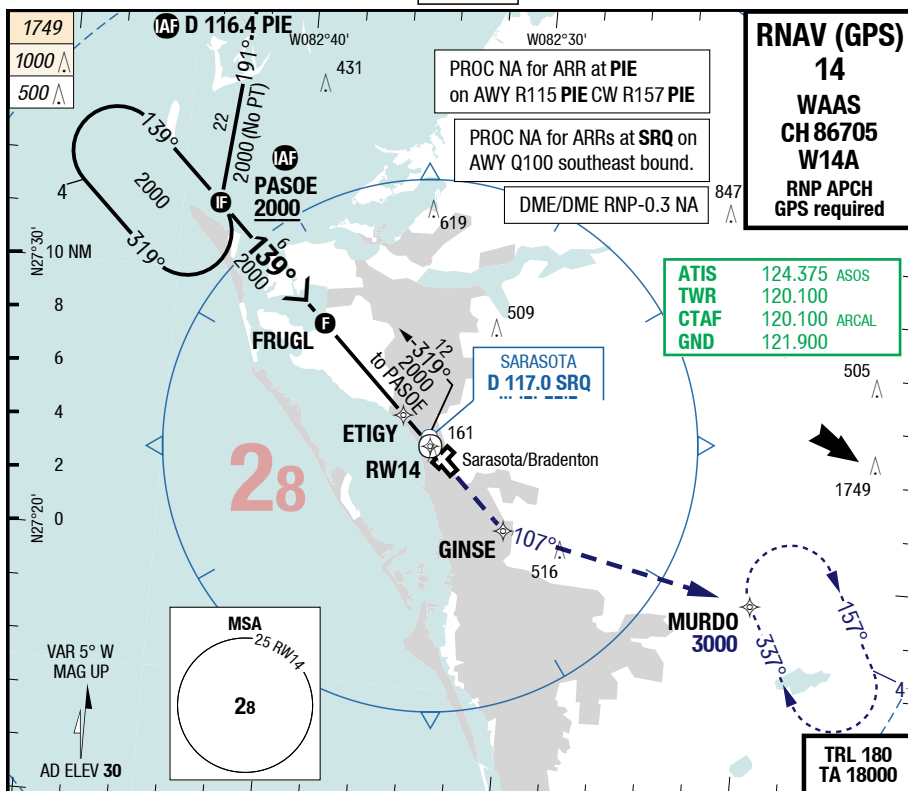 1749
1000
500
IAF D 116.4 PIE
W082°40'
W082°30'
431
191°
22
2000 (No PT)
PROC NA for ARR at PIE
on AWY R115 PIE CW R157 PIE
PROC NA for ARRs at SRQ on
AWY Q100 southeast bound.
DME/DME RNP-0.3 NA
RNAV (GPS)
14
WAAS
CH 86705
W14A
RNP APCH
GPS required
139°
2000
319°
4
IF
IAF
PASOE
2000
6
139°
2000
619
847
N27°30'
10 NM
8
6
4
2
0
N27°20'
ATIS 124.375 ASOS
TWR 120.100
CTAF 120.100 ARCAL
GND 121.900
F
FRUGL
509
505
12
319°
2000
to PASOE
SARASOTA
D 117.0 SRQ
ETIGY
161
RW14
Sarasota/Bradenton
28
1749
GINSE
107°
516
MURDO
3000
157°
337°
4
MSA
25 RW14
28
VAR 5° W
MAG UP
AD ELEV 30
TRL 180
TA 18000